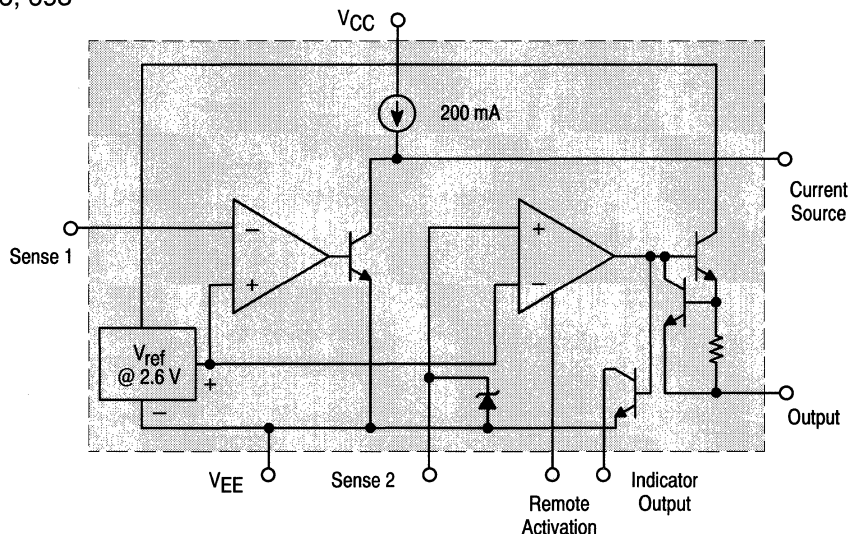 VCC
200 mA
Current
Source
Sense 1
−
+
+
−
Vref
@ 2.6 V
+
−
Output
VEE
Sense 2
Remote
Activation
Indicator
Output